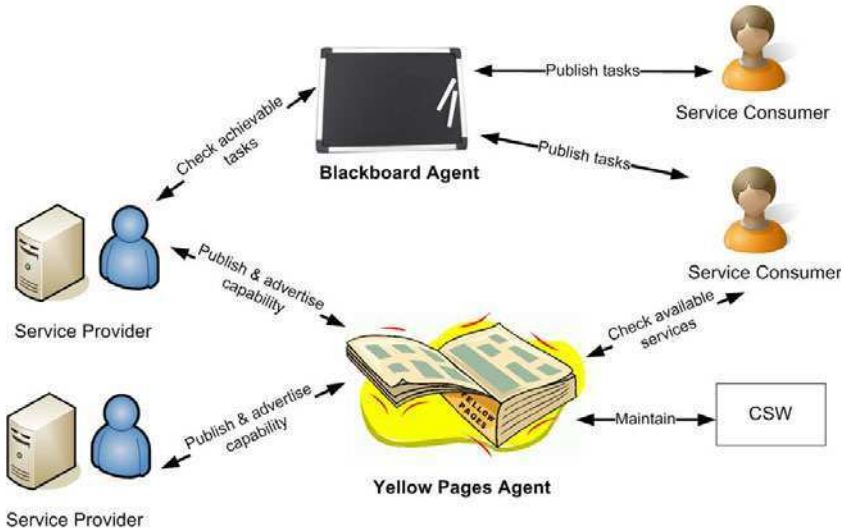 Publish tasks
Service Consumer
Check achievable
tasks
Blackboard Agent
Publish tasks
Service Consumer
Service Provider
Publish & advertise
capability
Check available
services
YELLOW
PAGES
Maintain
CSW
Publish & advertise
capability
Yellow Pages Agent
Service Provider